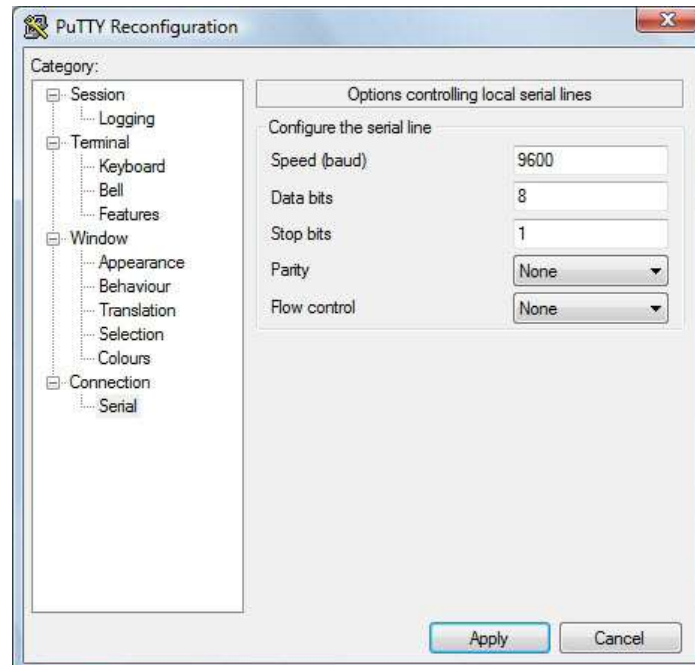 PuTTY Reconfiguration
Category:
Session
Logging
Terminal
Keyboard
Bell
Features
Window
Appearance
Behaviour
Translation
Selection
Colours
Connection
Serial
Options controlling local serial lines
Configure the serial line
Speed (baud) 9600
Data bits 8
Stop bits 1
Parity None
Flow control None
Apply Cancel